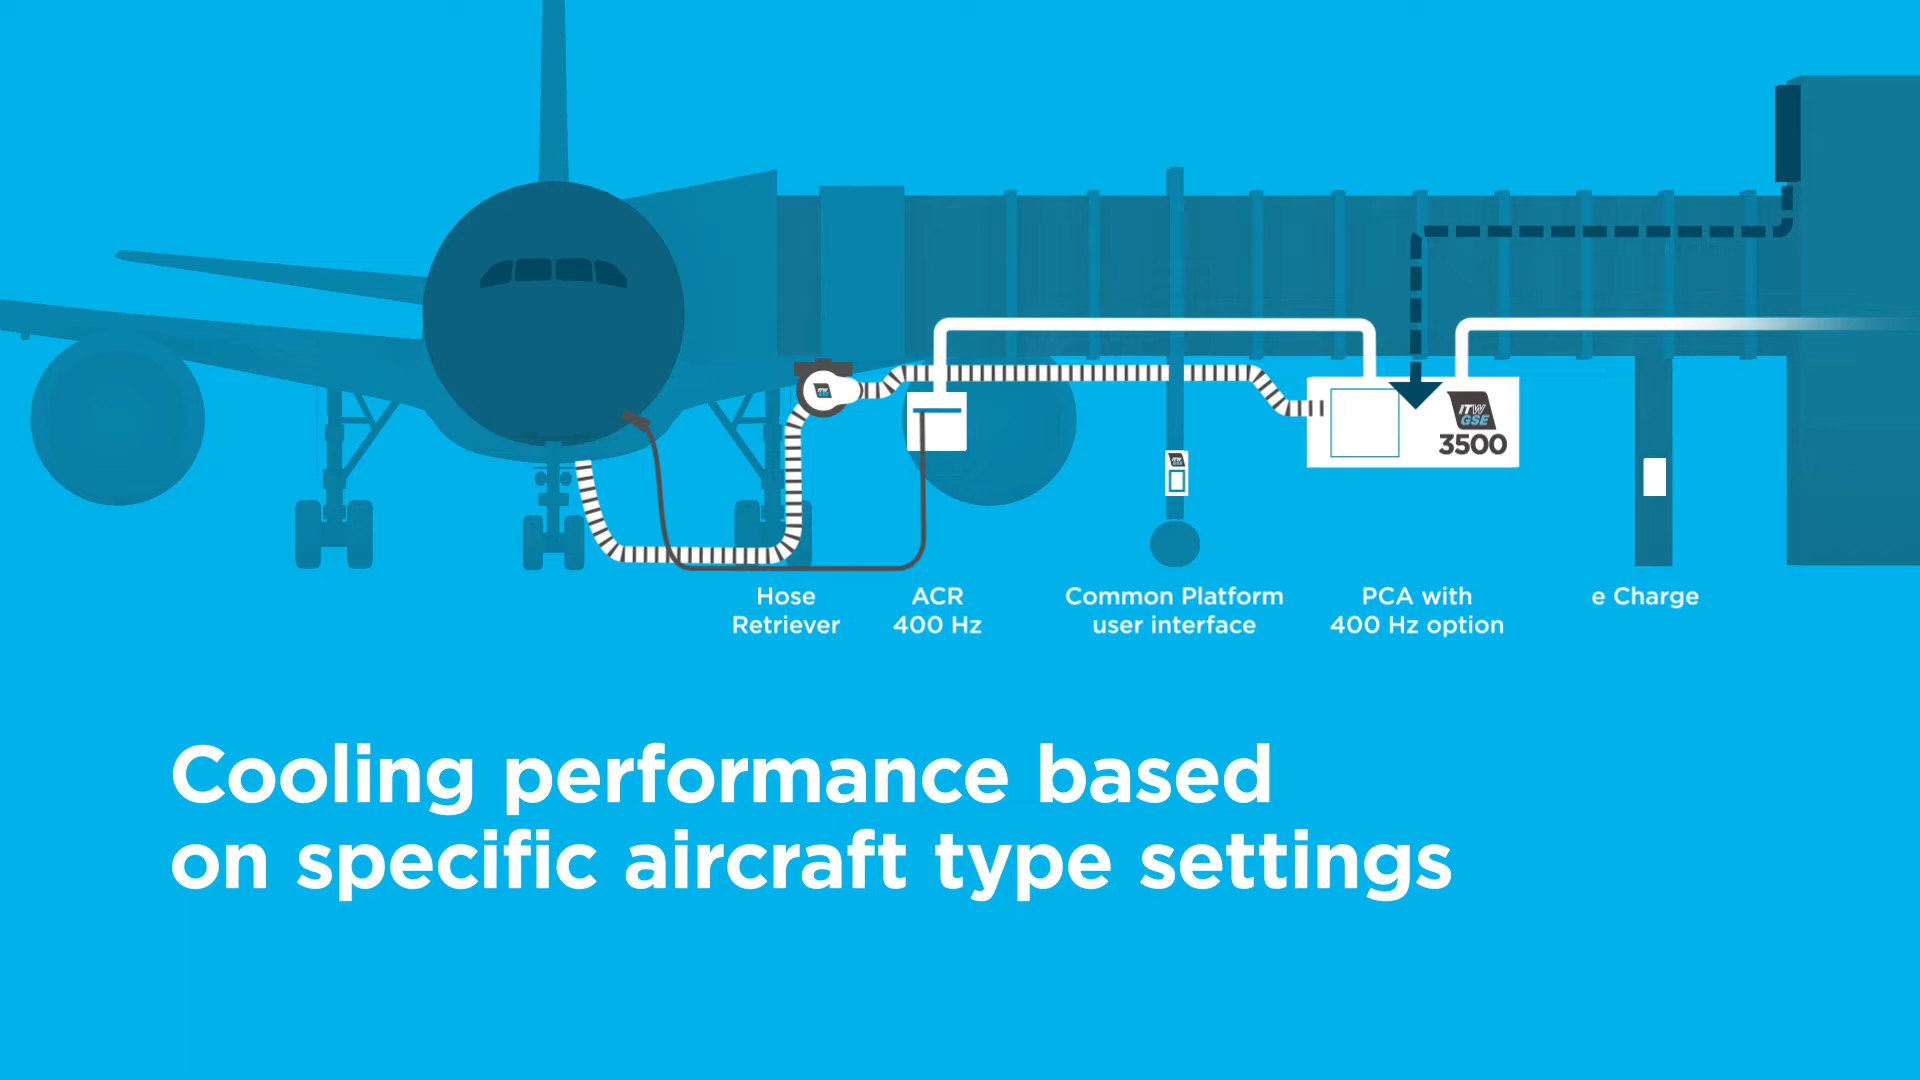 ITW
GSE
3500
Hose
Retriever
ACR
400 Hz
Common Platform
user interface
PCA with
400 Hz option
e Charge
Cooling performance based
on specific aircraft type settings